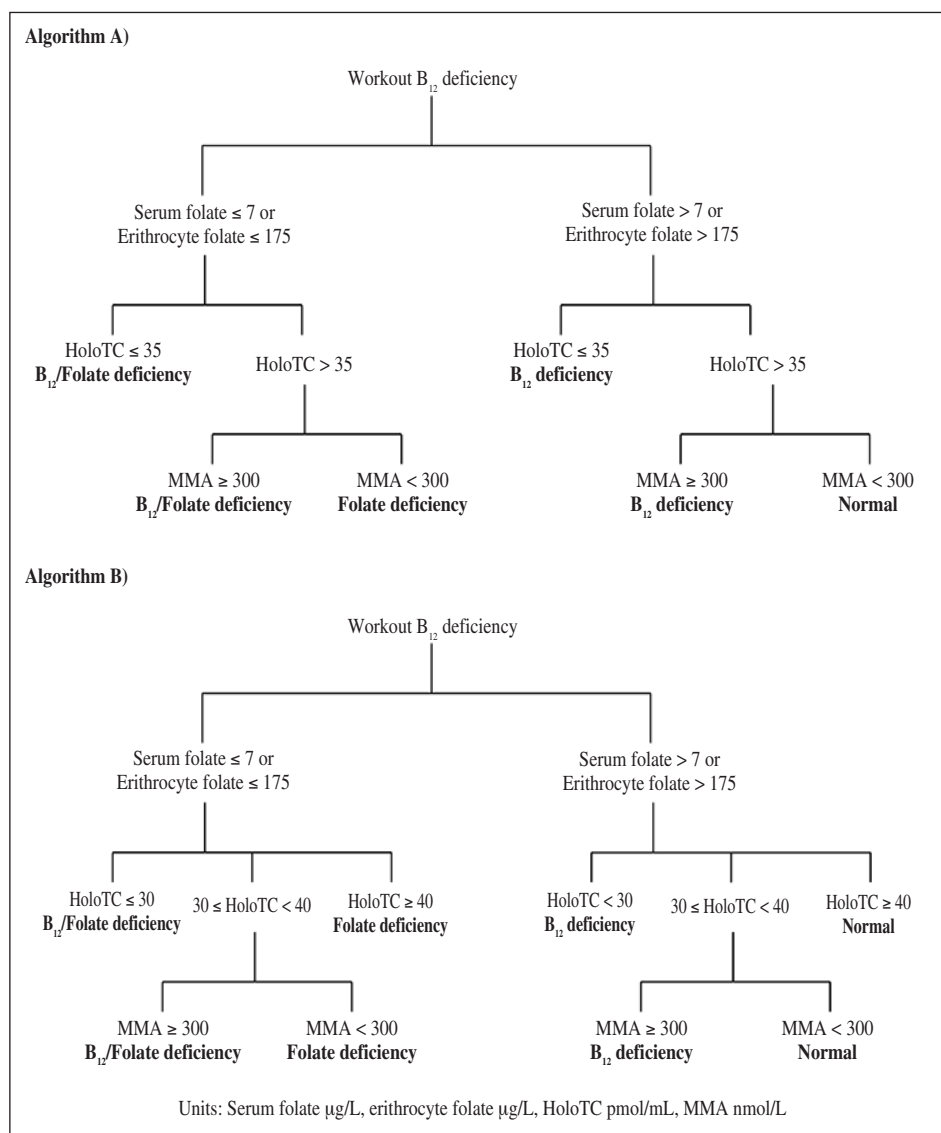 Algorithm A)
Workout B12 deficiency
Serum folate ≤ 7 or
Erithrocyte folate ≤ 175
Serum folate > 7 or
Erithrocyte folate > 175
HoloTC ≤ 35
B12/Folate deficiency
HoloTC > 35
HoloTC ≤ 35
B12 deficiency
HoloTC > 35
MMA ≥ 300
B12/Folate deficiency
MMA < 300
Folate deficiency
MMA ≥ 300
B12 deficiency
MMA < 300
Normal
Algorithm B)
Workout B12 deficiency
Serum folate ≤ 7 or
Erithrocyte folate ≤ 175
Serum folate > 7 or
Erithrocyte folate > 175
HoloTC ≤ 30
B12/Folate deficiency
30 ≤ HoloTC < 40
HoloTC ≥ 40
Folate deficiency
HoloTC < 30
B12 deficiency
30 ≤ HoloTC < 40
HoloTC ≥ 40
Normal
MMA ≥ 300
B12/Folate deficiency
MMA < 300
Folate deficiency
MMA ≥ 300
B12 deficiency
MMA < 300
Normal
Units: Serum folate µg/L, erithrocyte folate µg/L, HoloTC pmol/mL, MMA nmol/L